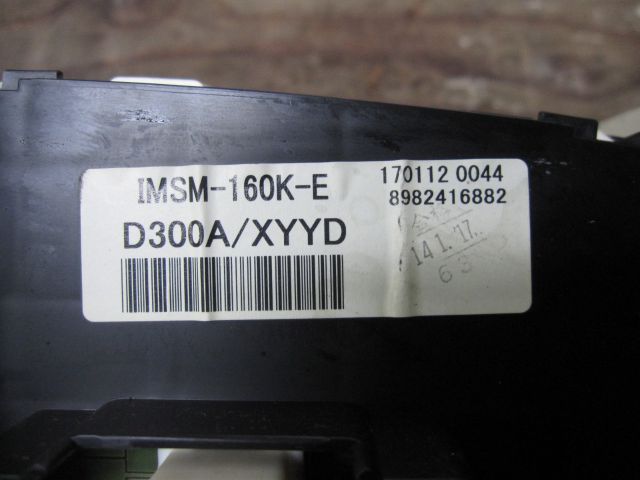 IMSM-160K-E
170112 0044
8982416882
D300A/XYYD
14 1.'17.